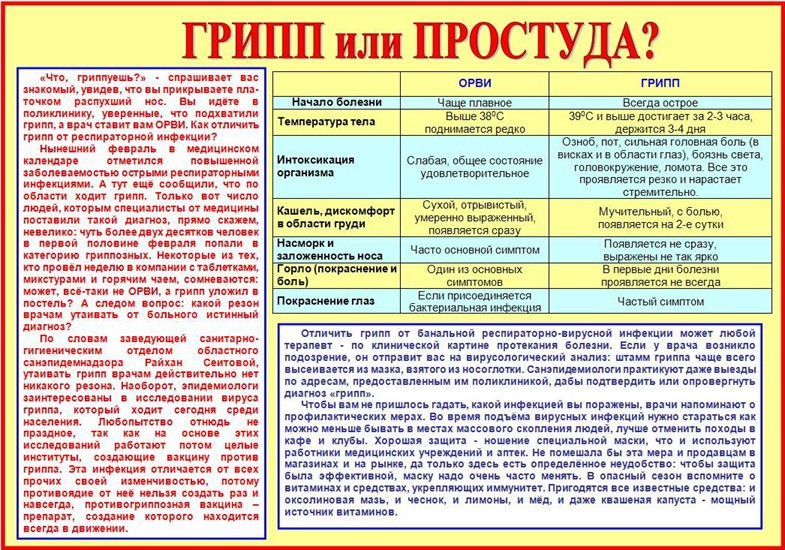 ГРИПП или ПРОСТУДА?
«Что, гриппуешь?» - спрашивает вас
знакомый, увидев, что вы прикрываете пла-
точком распухший нос. Вы идёте в
поликлинику, уверенные, что подхватили
грипп, а врач ставит вам ОРВИ. Как отличить
грипп от респираторной инфекции?
Нынешний февраль в медицинском
календаре отметился повышенной
заболеваемостью острыми респираторными
инфекциями. А тут ещё сообщили, что по
области ходит грипп. Только вот число
людей, которым специалисты от медицины
поставили такой диагноз, прямо скажем,
невелико: чуть более двух десятков человек
в первой половине февраля попали в
категорию гриппозных. Некоторые из тех,
кто провёл неделю в компании с таблетками,
микстурами и горячим чаем, сомневаются:
может, всё-таки не ОРВИ, а грипп уложил в
постель? А следом вопрос: какой резон
врачам утаивать от больного истинный
диагноз?
По словам заведующей санитарно-
гигиеническим отделом областного
санэпидемнадзора Райхан Сеитовой,
утаивать грипп врачам действительно нет
никакого резона. Наоборот, эпидемиологи
заинтересованы в исследовании вируса
гриппа, который ходит сегодня среди
населения. Любопытство отнюдь не
праздное, так как на основе этих
исследований работают потом целые
институты, создающие вакцину против
гриппа. Эта инфекция отличается от всех
прочих своей изменчивостью, потому
противоядие от неё нельзя создать раз и
навсегда, противогриппозная вакцина –
препарат, создание которого находится
всегда в движении.
ОРВИ ГРИПП
Начало болезни Чаще плавное Всегда острое
Температура тела Выше 38⁰С поднимается редко 39⁰С и выше достигает за 2-3 часа, держится 3-4 дня
Интоксикация организма Слабая, общее состояние удовлетворительное Озноб, пот, сильная головная боль (в висках и в области глаз), боязнь света, головокружение, ломота. Все это проявляется резко и нарастает стремительно.
Кашель, дискомфорт в области груди Сухой, отрывистый, умеренно выраженный, появляется сразу Мучительный, с болью, появляется на 2-е сутки
Насморк и заложенность носа Часто основной симптом Появляется не сразу, выражены не так ярко
Горло (покраснение и боль) Один из основных симптомов В первые дни болезни проявляется не всегда
Покраснение глаз Если присоединяется бактериальная инфекция Частый симптом
Отличить грипп от банальной респираторно-вирусной инфекции может любой
терапевт - по клинической картине протекания болезни. Если у врача возникло
подозрение, он отправит вас на вирусологический анализ: штамм гриппа чаще всего
высеивается из мазка, взятого из носоглотки. Санэпидемиологи практикуют даже выезды
по адресам, предоставленным им поликлиникой, дабы подтвердить или опровергнуть
диагноз «грипп».
Чтобы вам не пришлось гадать, какой инфекцией вы поражены, врачи напоминают о
профилактических мерах. Во время подъёма вирусных инфекций нужно стараться как
можно меньше бывать в местах массового скопления людей, лучше отменить походы в
кафе и клубы. Хорошая защита - ношение специальной маски, что и используют
работники медицинских учреждений и аптек. Не помешала бы эта мера и продавцам в
магазинах и на рынке, да только здесь есть определённое неудобство: чтобы защита
была эффективной, маску надо очень часто менять. В опасный сезон вспомните о
витаминах и средствах, укрепляющих иммунитет. Пригодятся все известные средства: и
оксолиновая мазь, и чеснок, и лимоны, и мёд, и даже квашеная капуста - мощный
источник витаминов.